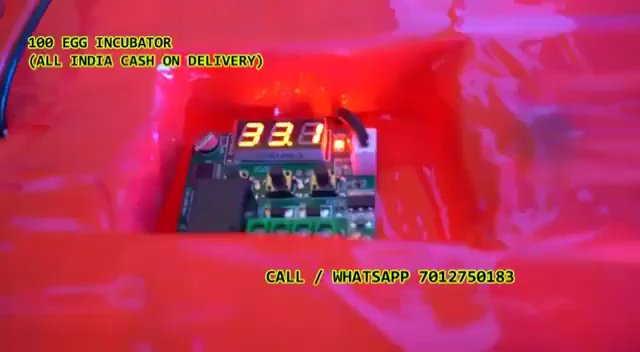 100 EGG INCUBATOR
(ALL INDIA CASH ON DELIVERY)
33.1
CALL / WHATSAPP 7012750183